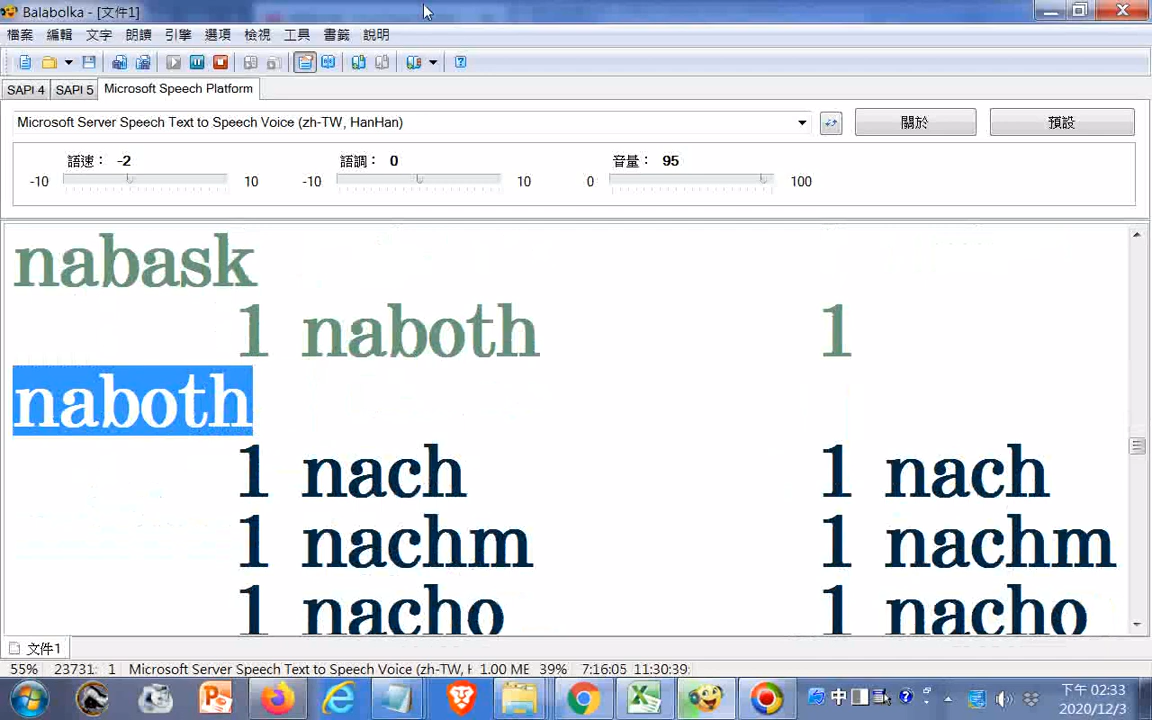 Balabolka - [文件1]
檔案 編輯 文字 朗讀 引擎 選項 檢視 工具 書籤 說明
SAPI 4 SAPI 5 Microsoft Speech Platform
Microsoft Server Speech Text to Speech Voice (zh-TW, HanHan) 關於 預設
語速： -2 語調： 0 音量： 95
-10 10 -10 10 0 100
nabask
1 naboth 1
naboth
1 nach 1 nach
1 nachm 1 nachm
1 nacho 1 nacho
文件1
55% 23731: 1 Microsoft Server Speech Text to Speech Voice (zh-TW, H 1.00 ME 39% 7:16:05 11:30:39:
中 下午 02:33
2020/12/3